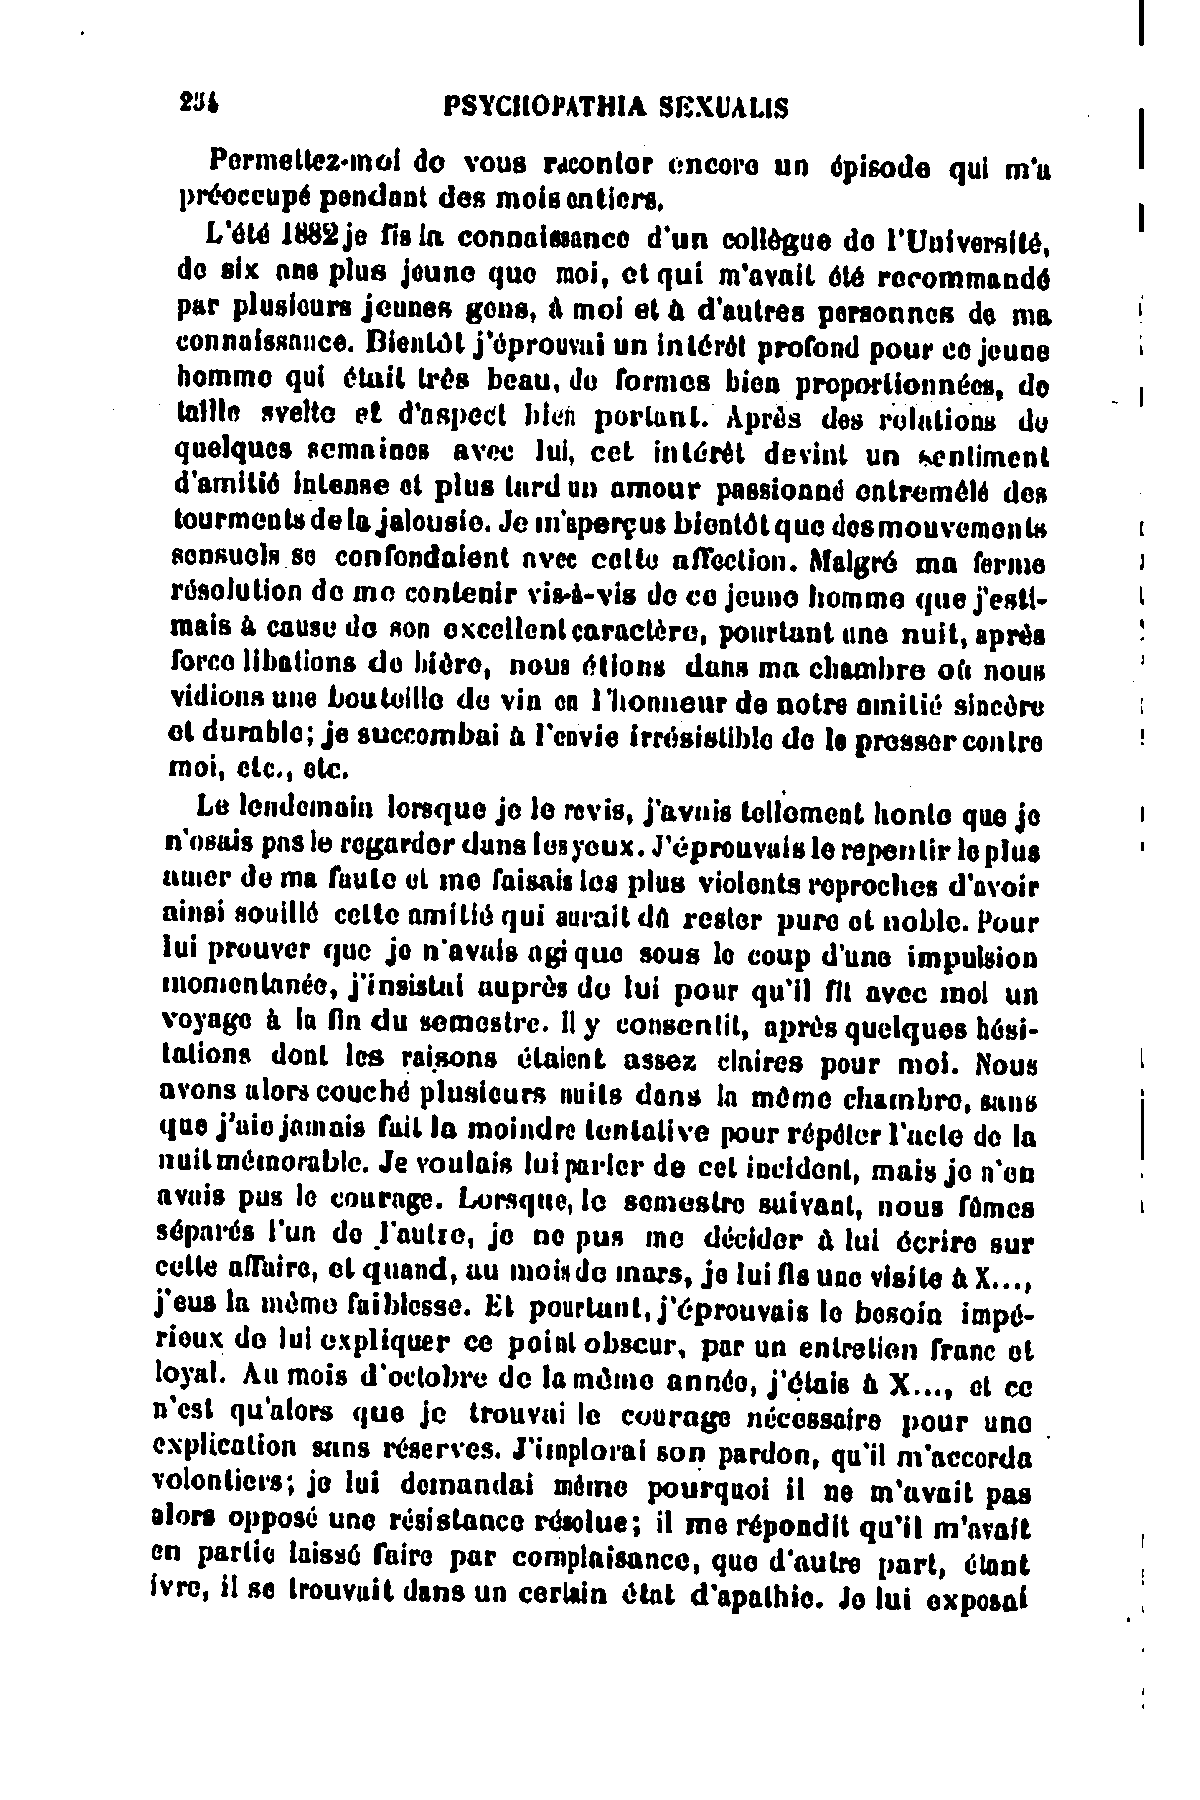 234 PSYCHOPATHIA SEXUALIS
Permettez-moi de vous raconter encore un épisode qui m'a
préoccupé pendant des mois entiers.
L'été 1882 je fis la connaissance d'un collègue de l'Université,
de six ans plus jeune que moi, et qui m'avait été recommandé
par plusieurs jeunes gens, à moi et à d'autres personnes de ma
connaissance. Bientôt j'éprouvai un intérêt profond pour ce jeune
homme qui était très beau, de formes bien proportionnées, de
taille svelte et d'aspect bien portant. Après des relations de
quelques semaines avec lui, cet intérêt devint un sentiment
d'amitié intense et plus tard un amour passionné entremêlé des
tourments de la jalousie. Je m'aperçus bientôt que des mouvements
sensuels se confondaient avec cette affection. Malgré ma ferme
résolution de me contenir vis-à-vis de ce jeune homme que j'esti-
mais à cause de son excellent caractère, pourtant une nuit, après
force libations de bière, nous étions dans ma chambre où nous
vidions une bouteille de vin en l'honneur de notre amitié sincère
et durable; je succombai à l'envie irrésistible de le presser contre
moi, etc., etc.
Le lendemain lorsque je le revis, j'avais tellement honte que je
n'osais pas le regarder dans les yeux. J'éprouvais le repentir le plus
amer de ma faute et me faisais les plus violents reproches d'avoir
ainsi souillé cette amitié qui aurait dû rester pure et noble. Pour
lui prouver que je n'avais agi que sous le coup d'une impulsion
momentanée, j'insistai auprès de lui pour qu'il fît avec moi un
voyage à la fin du semestre. Il y consentit, après quelques hési-
tations dont les raisons étaient assez claires pour moi. Nous
avons alors couché plusieurs nuits dans la même chambre, sans
que j'aie jamais fait la moindre tentative pour répéter l'acte de la
nuit mémorable. Je voulais lui parler de cet incident, mais je n'en
avais pas le courage. Lorsque, le semestre suivant, nous fûmes
séparés l'un de l'autre, je ne pus me décider à lui écrire sur
cette affaire, et quand, au mois de mars, je lui fis une visite à X...,
j'eus la même faiblesse. Et pourtant, j'éprouvais le besoin impé-
rieux de lui expliquer ce point obscur, par un entretien franc et
loyal. Au mois d'octobre de la même année, j'étais à X..., et ce
n'est qu'alors que je trouvai le courage nécessaire pour une
explication sans réserves. J'implorai son pardon, qu'il m'accorda
volontiers; je lui demandai même pourquoi il ne m'avait pas
alors opposé une résistance résolue; il me répondit qu'il m'avait
en partie laissé faire par complaisance, que d'autre part, étant
ivre, il se trouvait dans un certain état d'apathie. Je lui exposai